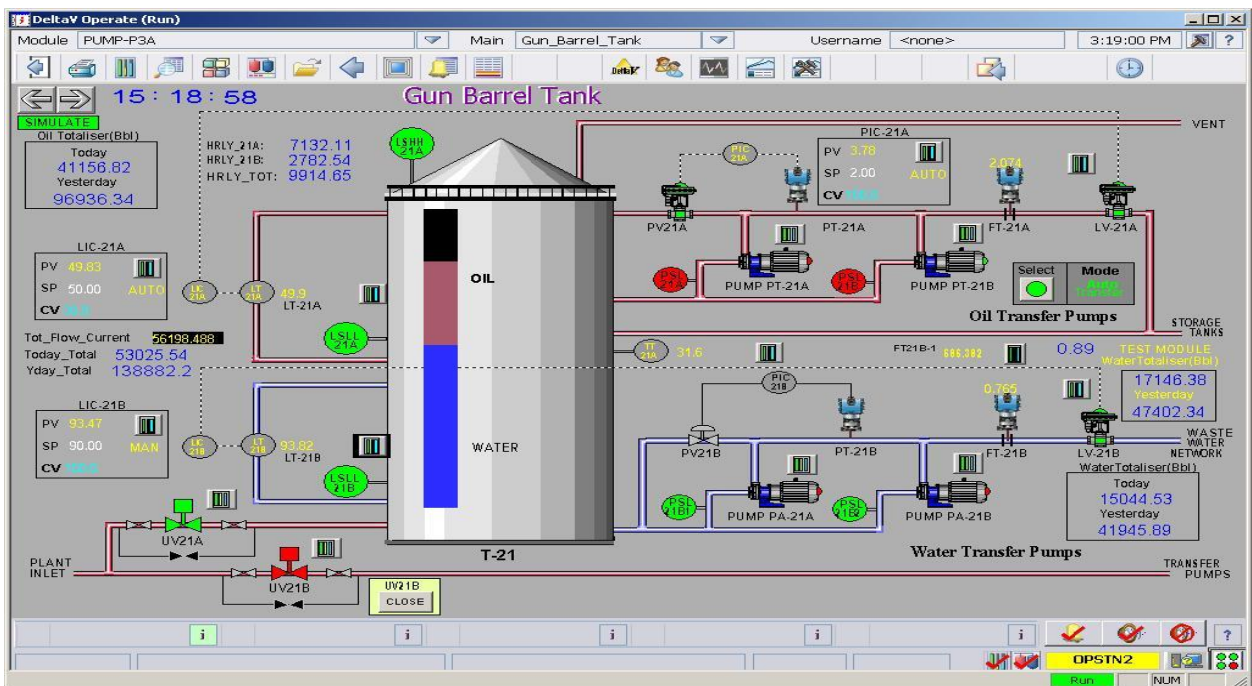 DeltaV Operate (Run)
Module PUMP-P3A Main Gun_Barrel_Tank Username <none> 3:19:00 PM ?
DeltaV
15 : 18 : 58 Gun Barrel Tank
SIMULATE
Oil Totaliser(Bbl)
Today
41156.82
Yesterday
96936.34
HRLY_21A: 7132.11
HRLY_21B: 2782.54
HRLY_TOT: 9914.65
LSHH
21A
VENT
PIC-21A
PV 3.78
SP 2.00 AUTO
CV
PIC
21A
2.074
PV21A
PT-21A
FT-21A
LV-21A
LIC-21A
PV 49.83
SP 50.00 AUTO
CV
LIC
21A
LT
21A
49.9
LT-21A
OIL
PSL
21A
PUMP PT-21A
PSL
21B
PUMP PT-21B
Select
Mode
Auto
Transfer
Oil Transfer Pumps
STORAGE
TANKS
LSLL
21A
Tot_Flow_Current 56198.488
Today_Total 53025.54
Yday_Total 138882.2
TT
21A
31.6
FT21B-1 686.382
0.89 TEST MODULE
WaterTotaliser(Bbl)
17146.38
Yesterday
47402.34
PIC
21B
0.765
LIC-21B
PV 93.47
SP 90.00 MAN
CV
LIC
21B
LT
21B
93.82
LT-21B
WATER
PV21B
PT-21B
FT-21B
LV-21B
WASTE
WATER
NETWORK
LSLL
21B
PSL
21B1
PUMP PA-21A
PSL
21B2
PUMP PA-21B
WaterTotaliser(Bbl)
Today
15044.53
Yesterday
41945.89
UV21A
T-21
Water Transfer Pumps
PLANT
INLET
TRANSFER
PUMPS
UV21B
UV21B
CLOSE
i i i i i ?
OPSTN2
Run NUM